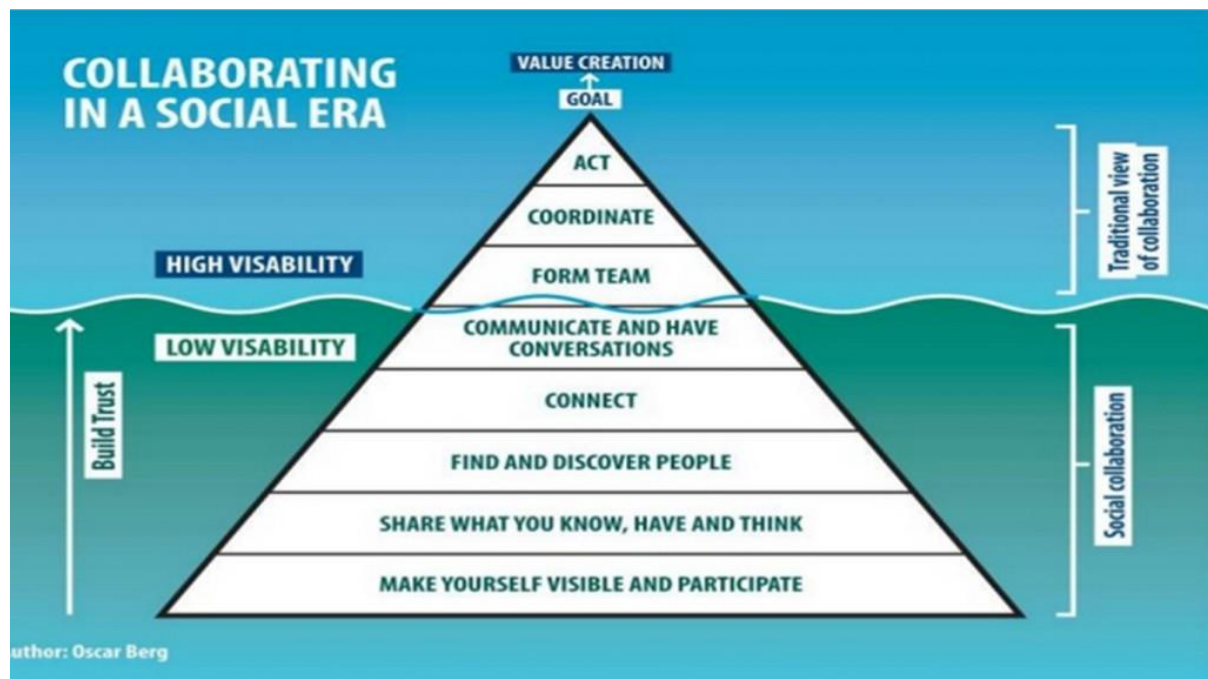 COLLABORATING
IN A SOCIAL ERA
VALUE CREATION
GOAL
ACT
COORDINATE
FORM TEAM
HIGH VISABILITY
Traditional view
of collaboration
LOW VISABILITY
COMMUNICATE AND HAVE
CONVERSATIONS
CONNECT
FIND AND DISCOVER PEOPLE
SHARE WHAT YOU KNOW, HAVE AND THINK
MAKE YOURSELF VISIBLE AND PARTICIPATE
Build Trust
Social collaboration
uthor: Oscar Berg